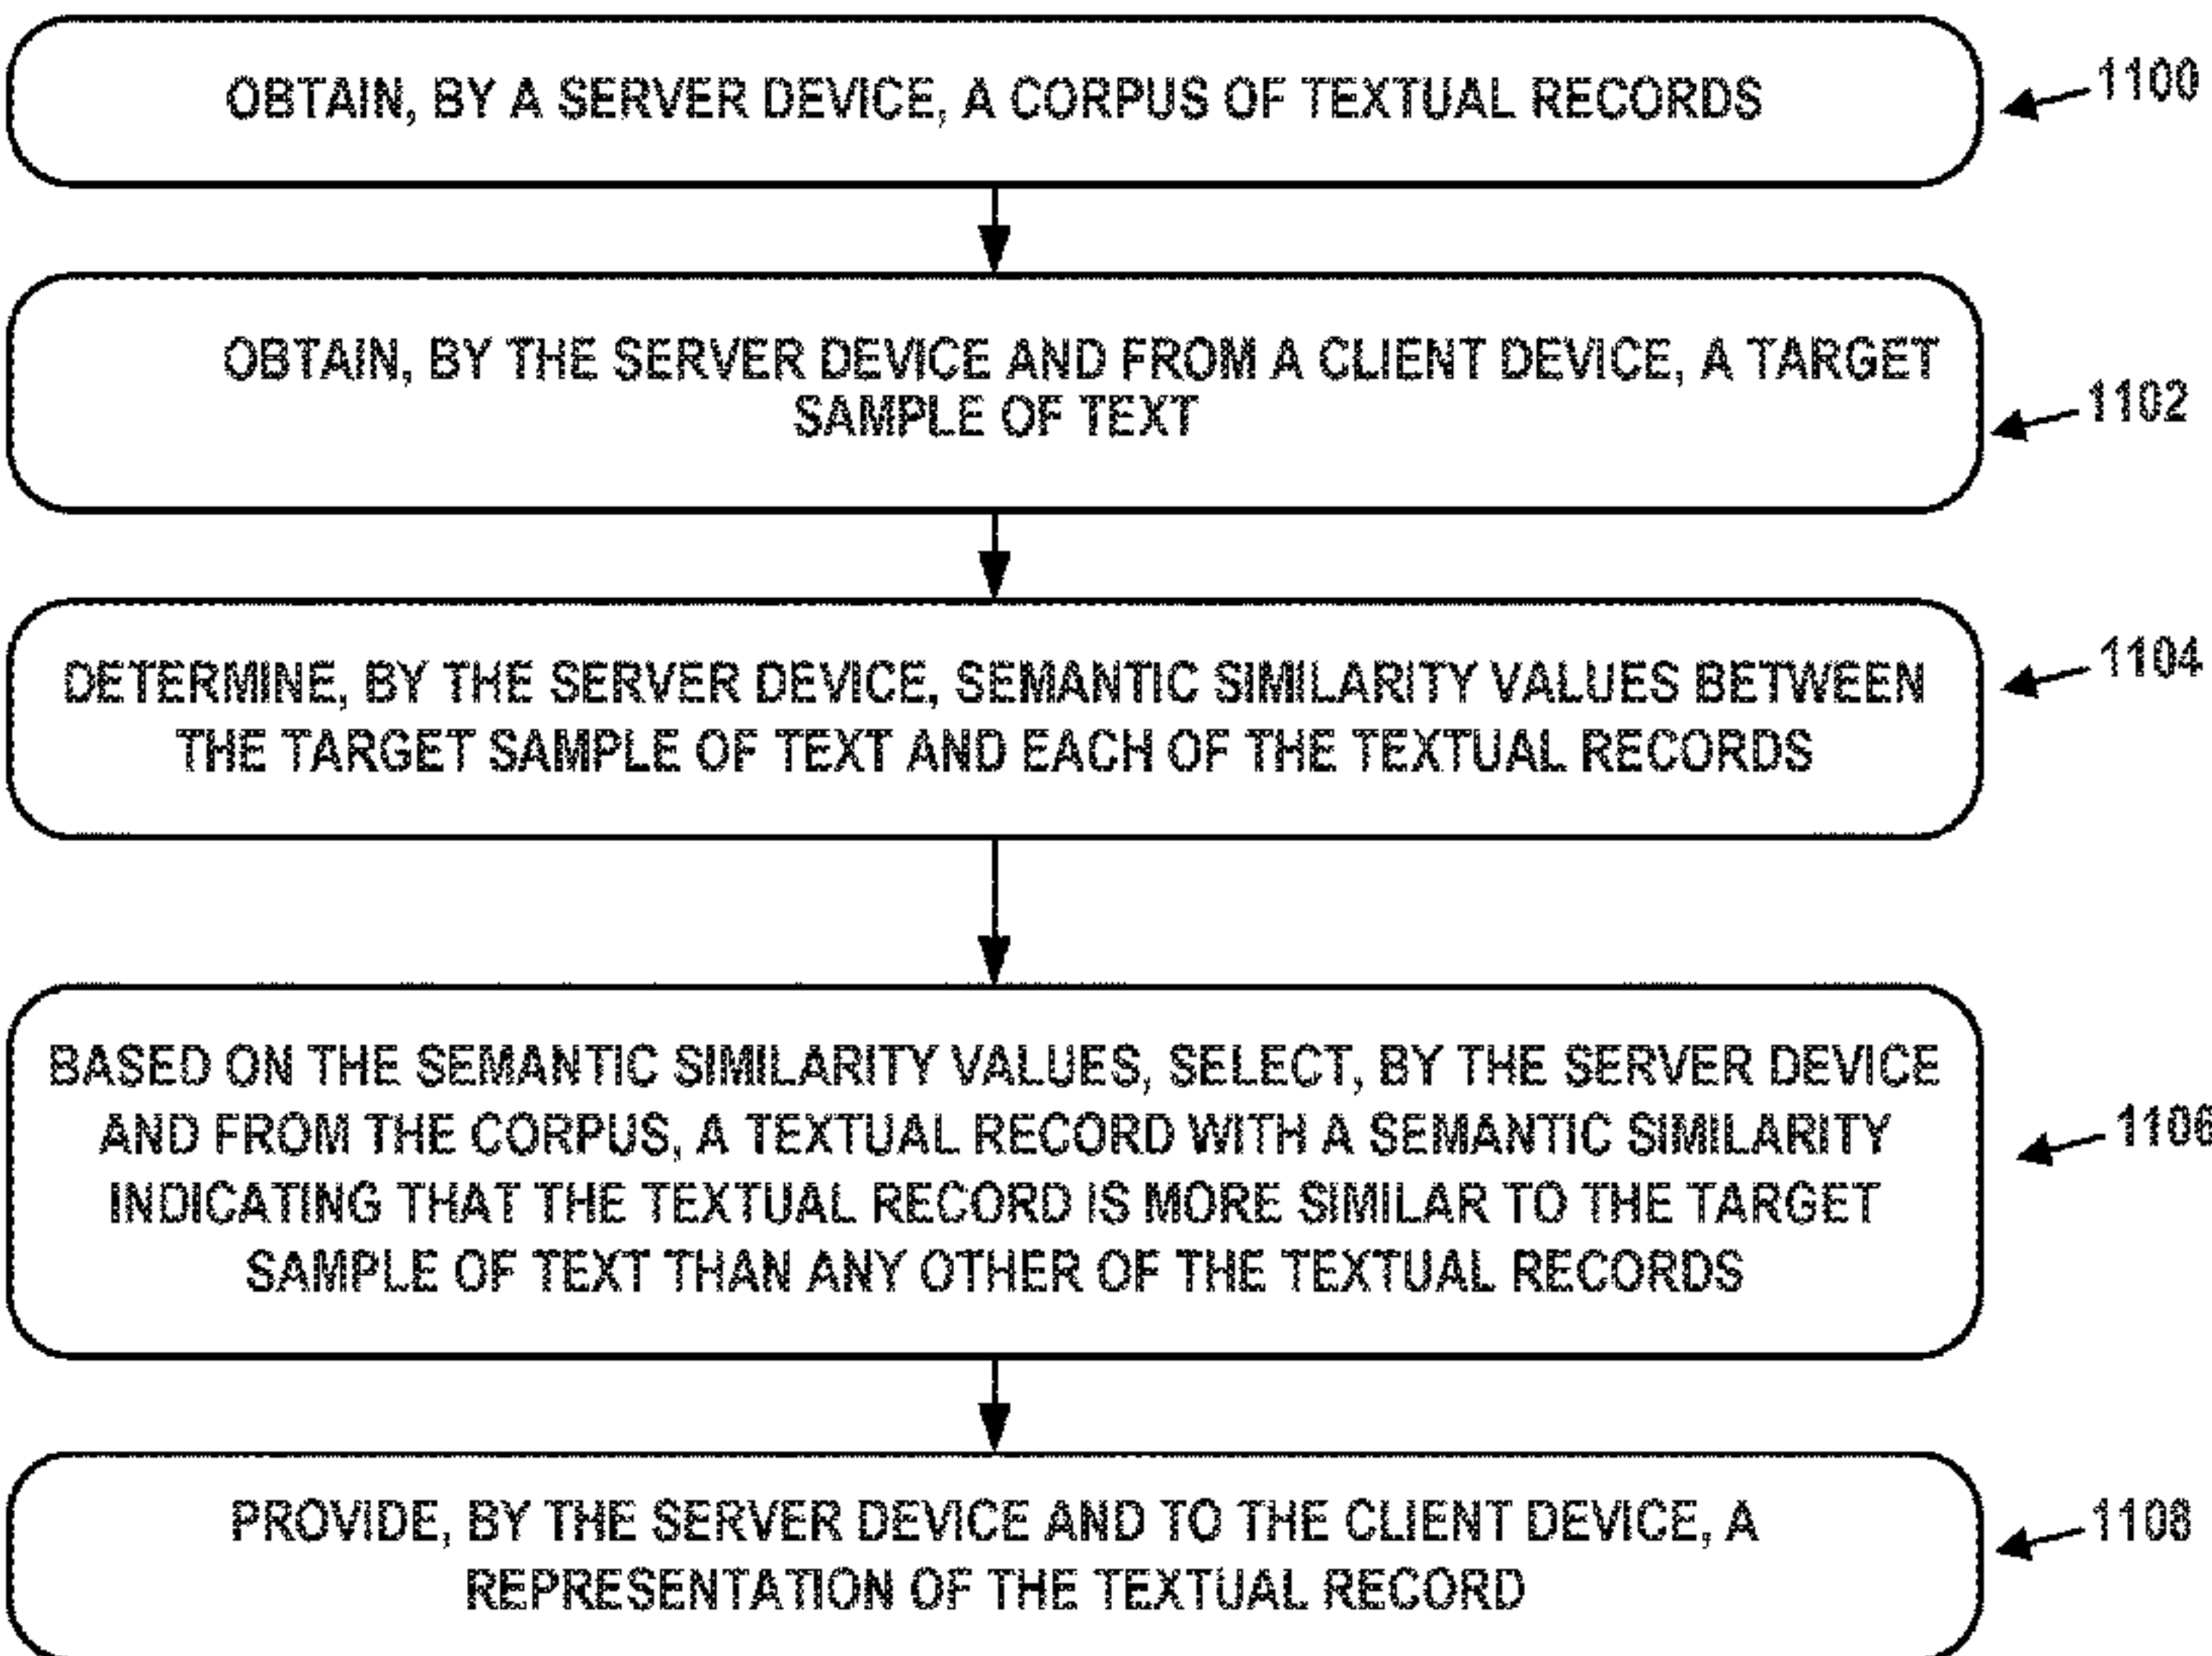 OBTAIN, BY A SERVER DEVICE, A CORPUS OF TEXTUAL RECORDS
1100
OBTAIN, BY THE SERVER DEVICE AND FROM A CLIENT DEVICE, A TARGET
SAMPLE OF TEXT
1102
DETERMINE, BY THE SERVER DEVICE, SEMANTIC SIMILARITY VALUES BETWEEN
THE TARGET SAMPLE OF TEXT AND EACH OF THE TEXTUAL RECORDS
1104
BASED ON THE SEMANTIC SIMILARITY VALUES, SELECT, BY THE SERVER DEVICE
AND FROM THE CORPUS, A TEXTUAL RECORD WITH A SEMANTIC SIMILARITY
INDICATING THAT THE TEXTUAL RECORD IS MORE SIMILAR TO THE TARGET
SAMPLE OF TEXT THAN ANY OTHER OF THE TEXTUAL RECORDS
1106
PROVIDE, BY THE SERVER DEVICE AND TO THE CLIENT DEVICE, A
REPRESENTATION OF THE TEXTUAL RECORD
1108